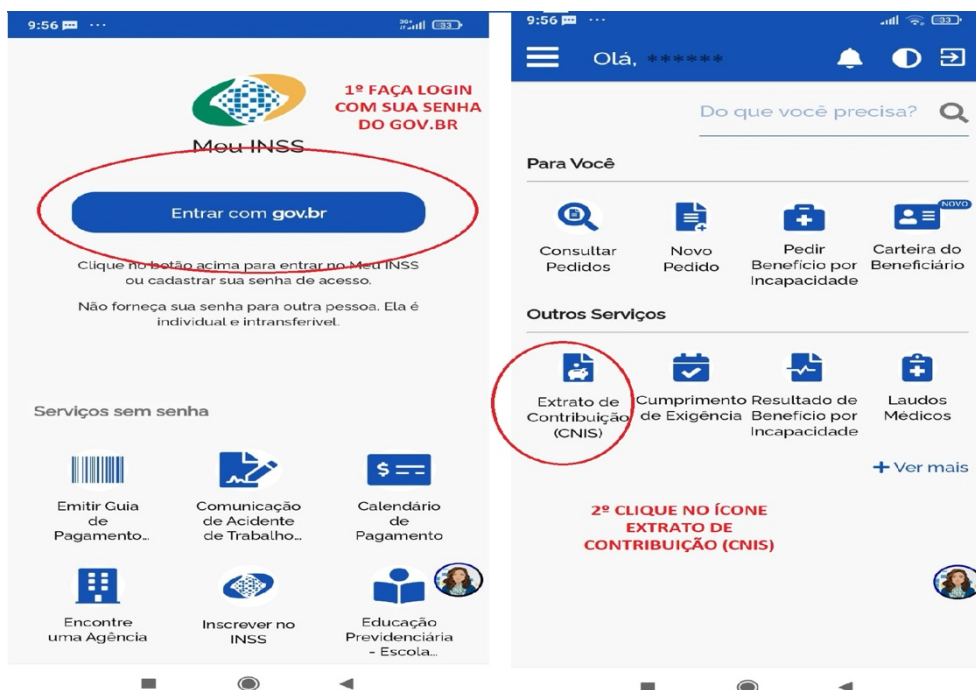 9:56
1º FAÇA LOGIN
COM SUA SENHA
DO GOV.BR
Meu INSS
Entrar com gov.br
Clique no botão acima para entrar no Meu INSS
ou cadastrar sua senha de
acesso.
Não forneça sua senha para outra pessoa. Ela é
individual e intransferível.
Serviços sem senha
Emitir Guia
de
Pagamento...
Comunicação
de Acidente
de Trabalho...
Calendário
de
Pagamento
Encontre
uma Agência
Inscrever no
INSS
Educação
Previdenciária
- Escola...
9:56
33
Olá, ******
Do que você precisa?
Para Você
Consultar
Pedidos
Novo
Pedido
Pedir
Benefício por
Incapacidade
NOVO
Carteira do
Beneficiário
Outros Serviços
Extrato de
Contribuição
(CNIS)
Cumprimento
de Exigência
Resultado de
Benefício por
Incapacidade
Laudos
Médicos
+ Ver mais
2º CLIQUE NO ÍCONE
EXTRATO DE
CONTRIBUIÇÃO (CNIS)